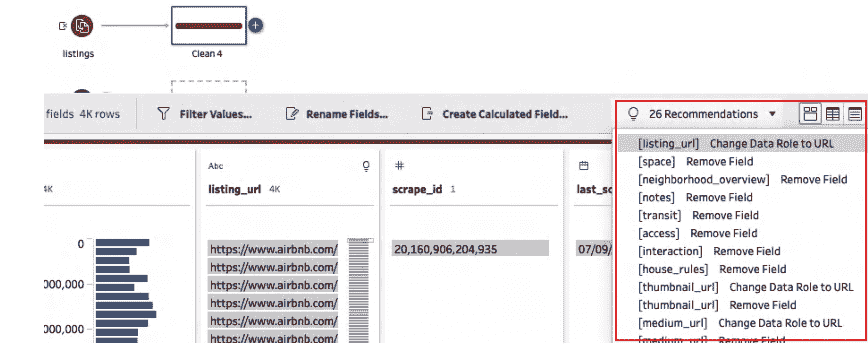 listings
Clean 4
fields 4K rows
Filter Values...
Rename Fields...
Create Calculated Field...
26 Recommendations
4K
Abc
listing_url 4K
#
scrape_id 1
0
000,000
000,000
https://www.airbnb.com/
https://www.airbnb.com/
https://www.airbnb.com/
https://www.airbnb.com/
https://www.airbnb.com/
https://www.airbnb.com/
20,160,906,204,935
last_sc
07/09/
[listing_url] Change Data Role to URL
[space] Remove Field
[neighborhood_overview] Remove Field
[notes] Remove Field
[transit] Remove Field
[access] Remove Field
[interaction] Remove Field
[house_rules] Remove Field
[thumbnail_url] Change Data Role to URL
[thumbnail_url] Remove Field
[medium_url] Change Data Role to URL
[medium_url] Remove Field